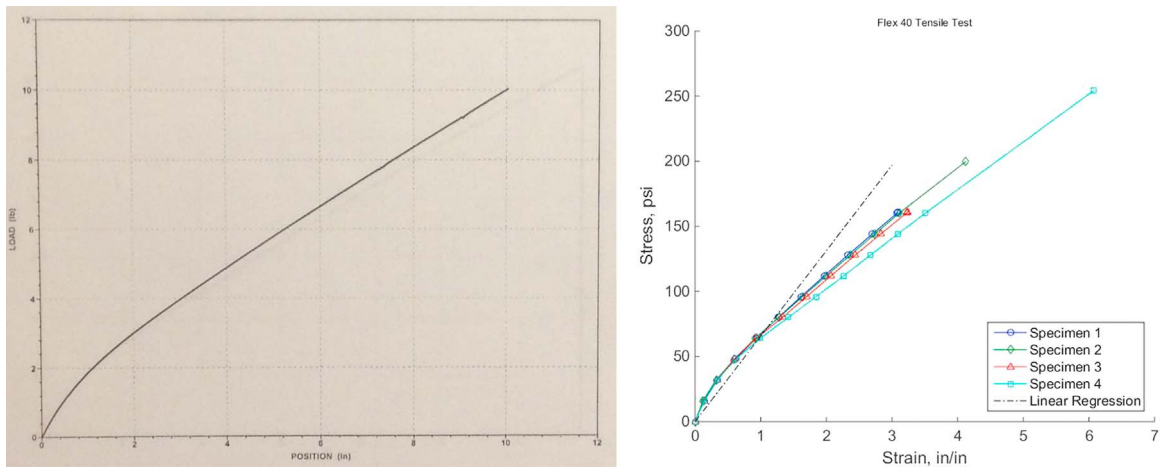 12
10
8
6
4
2
0
LOAD (lb)
0
2
4
6
8
10
12
POSITION (in)
Flex 40 Tensile Test
300
250
200
150
100
50
0
Stress, psi
0
1
2
3
4
5
6
7
Strain, in/in
Specimen 1
Specimen 2
Specimen 3
Specimen 4
Linear Regression